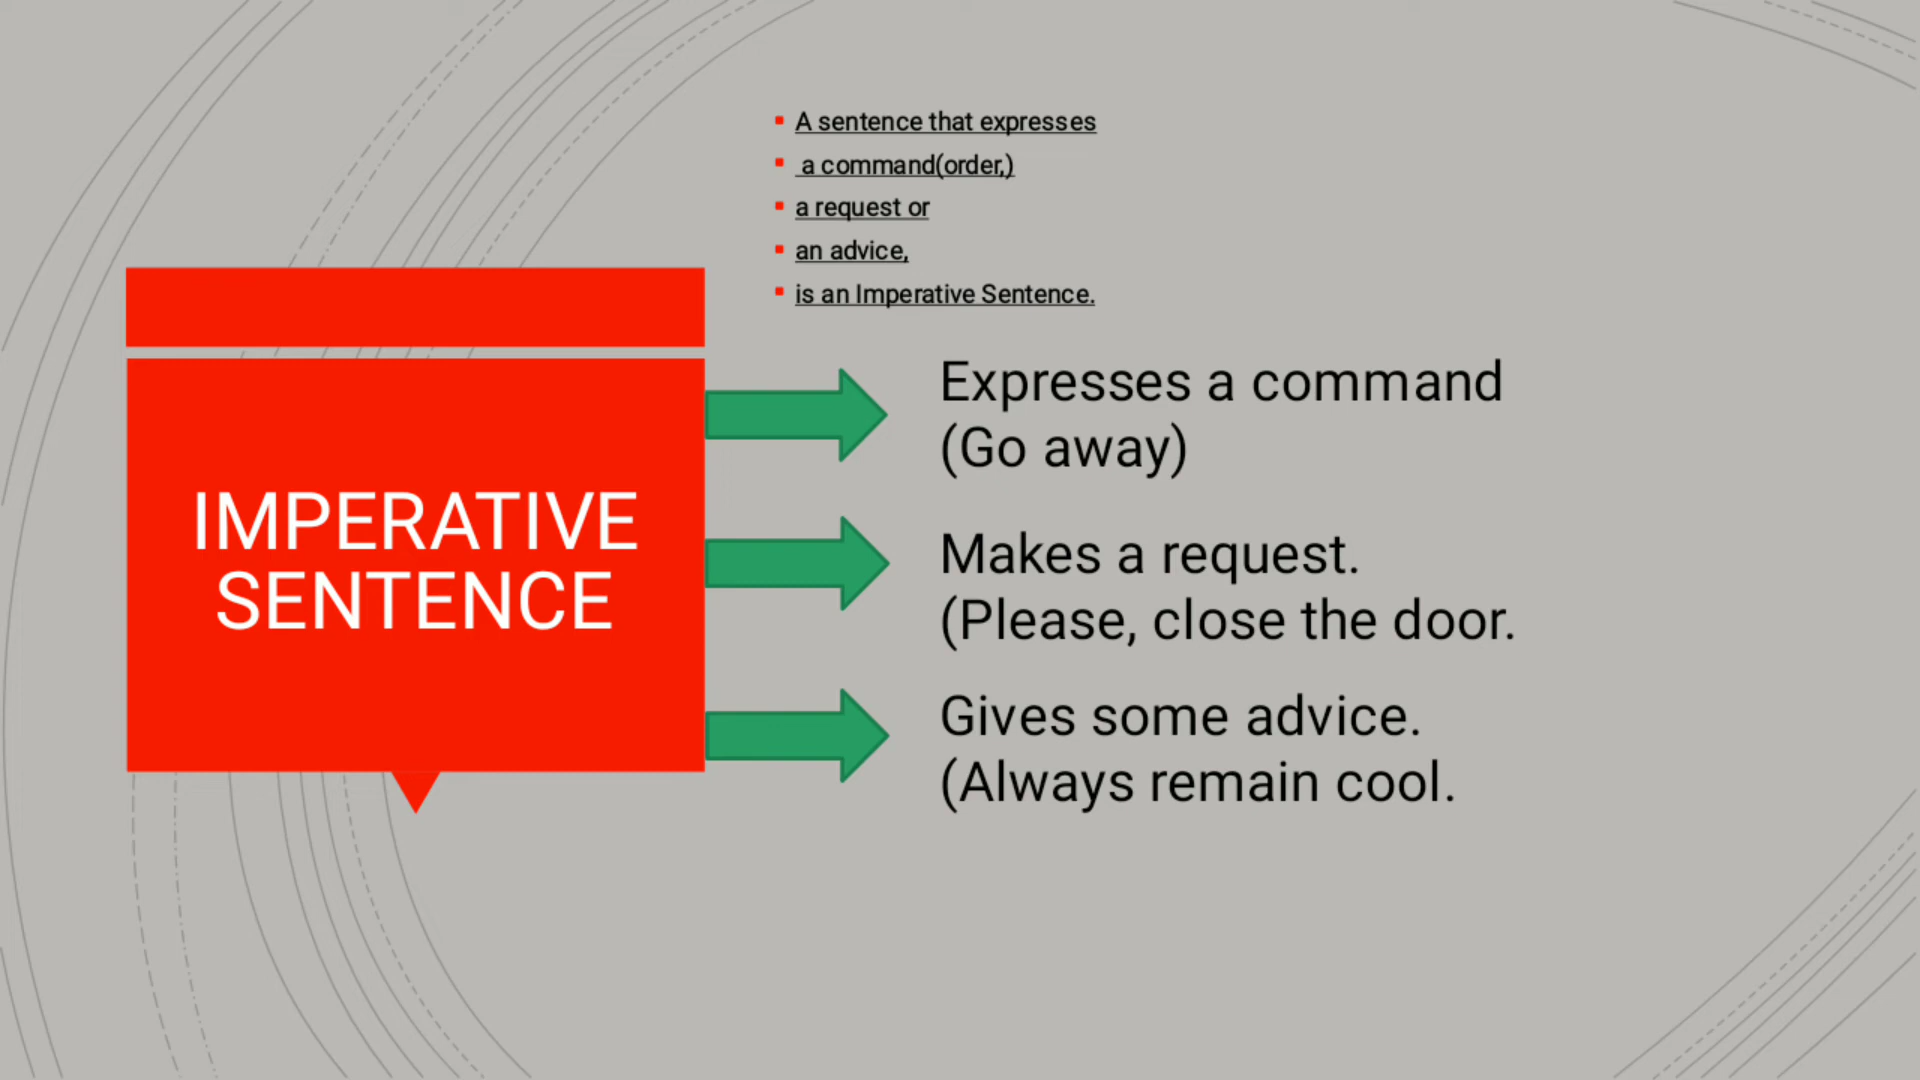 A sentence that expresses
a command(order,)
a request or
an advice,
is an Imperative Sentence.
IMPERATIVE
SENTENCE
Expresses a command
(Go away)
Makes a request.
(Please, close the door.
Gives some advice.
(Always remain cool.